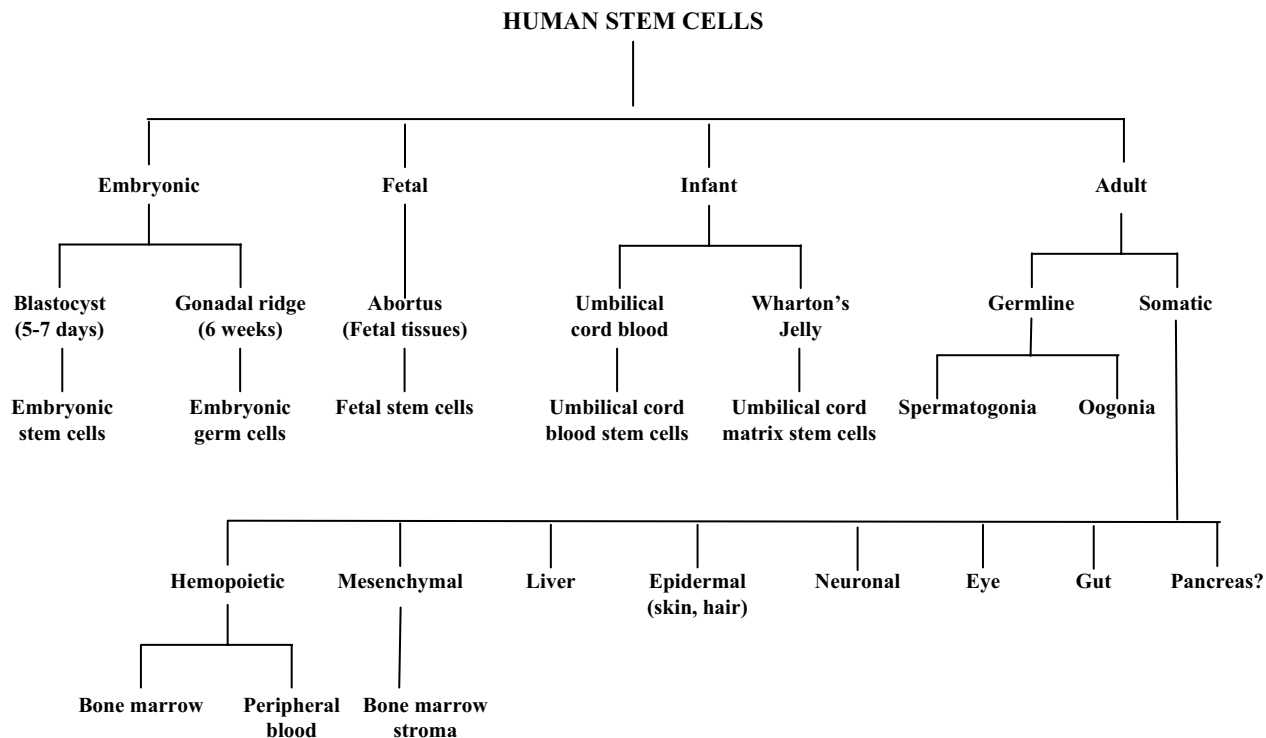 HUMAN STEM CELLS
Embryonic
Fetal
Infant
Adult
Blastocyst
(5-7 days)
Gonadal ridge
(6 weeks)
Abortus
(Fetal tissues)
Umbilical
cord blood
Wharton's
Jelly
Germline
Somatic
Embryonic
stem cells
Embryonic
germ cells
Fetal stem cells
Umbilical cord
blood stem cells
Umbilical cord
matrix stem cells
Spermatogonia
Oogonia
Hemopoietic
Mesenchymal
Liver
Epidermal
(skin, hair)
Neuronal
Eye
Gut
Pancreas?
Bone marrow
Peripheral
blood
Bone marrow
stroma